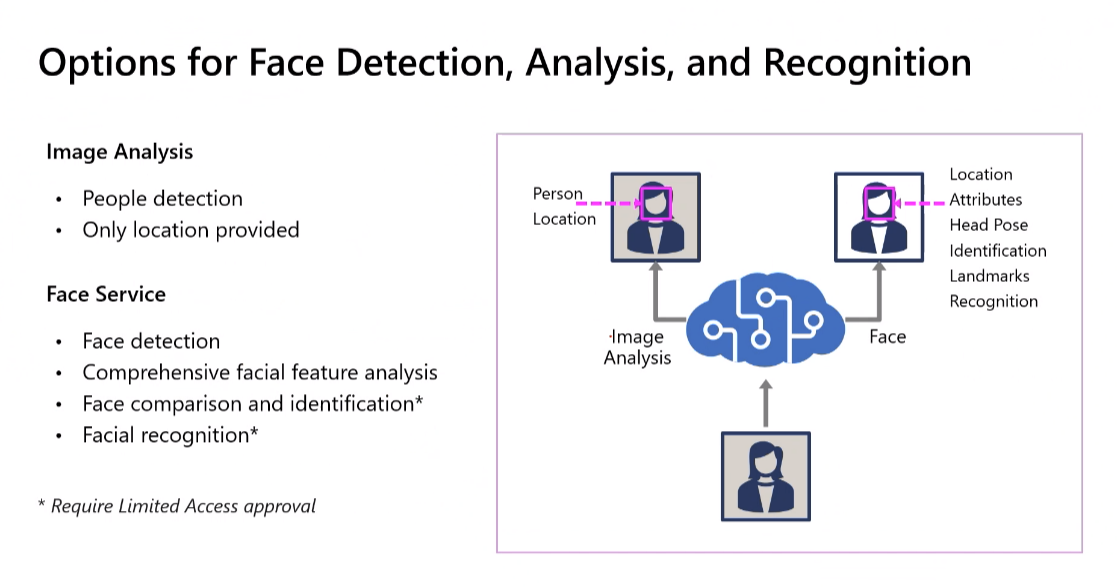 Options for Face Detection, Analysis, and Recognition
Image Analysis
• People detection
• Only location provided
Face Service
• Face detection
• Comprehensive facial feature analysis
• Face comparison and identification*
• Facial recognition*
* Require Limited Access approval
Person
Location
Location
Attributes
Head Pose
Identification
Landmarks
Recognition
Image
Analysis
Face